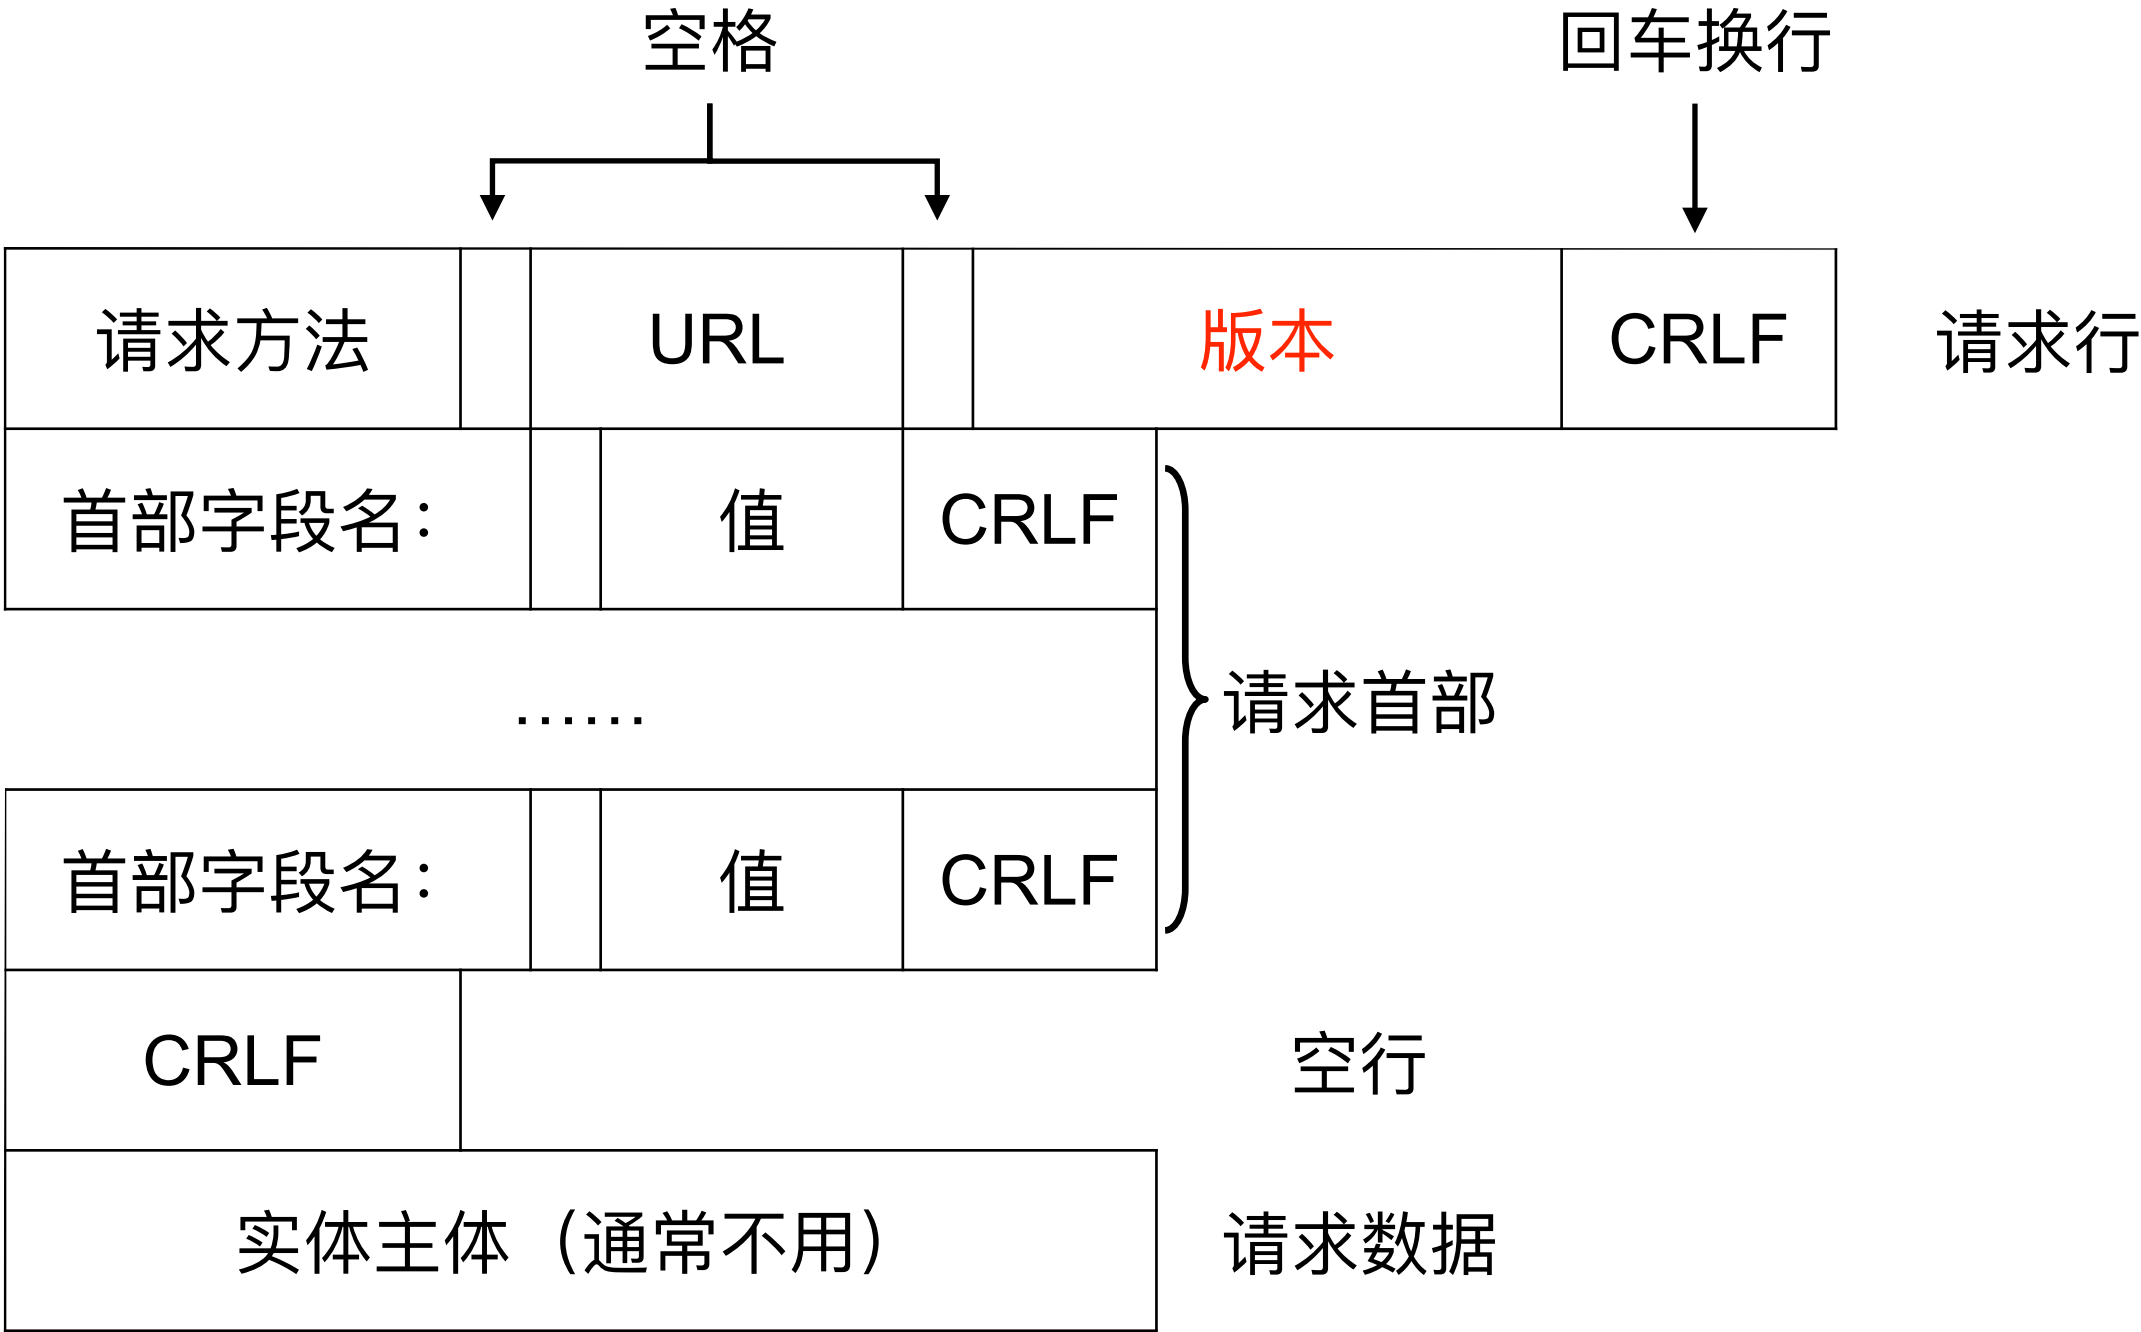 空格 回车换行
请求方法 URL 版本 CRLF 请求行
首部字段名： 值 CRLF
请求首部
……
首部字段名： 值 CRLF
CRLF 空行
实体主体（通常不用） 请求数据